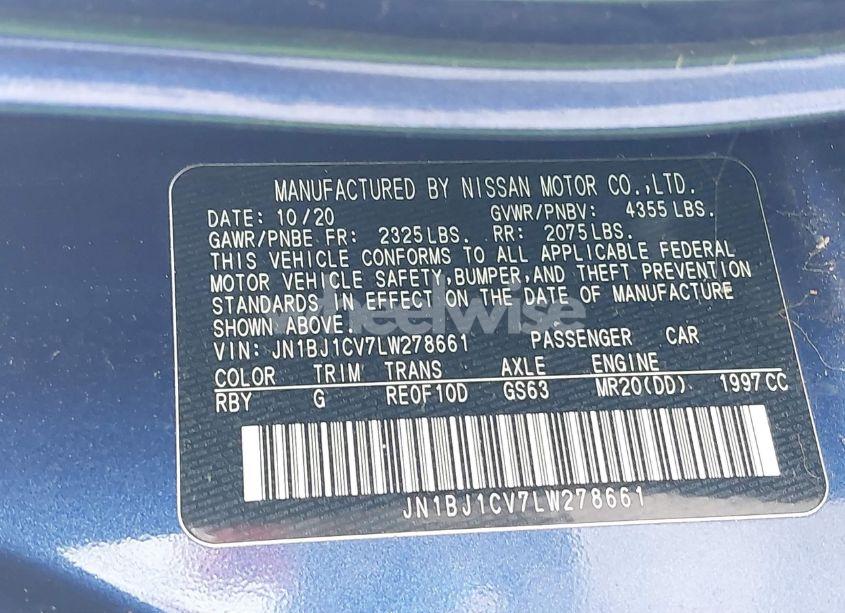 MANUFACTURED BY NISSAN MOTOR CO.,LTD.
DATE: 10/20 GVWR/PNBV: 4355 LBS.
GAWR/PNBE FR: 2325 LBS. RR: 2075 LBS.
THIS VEHICLE CONFORMS TO ALL APPLICABLE FEDERAL
MOTOR VEHICLE SAFETY, BUMPER, AND THEFT PREVENTION
STANDARDS IN EFFECT ON THE DATE OF MANUFACTURE
SHOWN ABOVE.
wheelwise
VIN: JN1BJ1CV7LW278661 PASSENGER CAR
COLOR TRIM TRANS AXLE ENGINE
RBY G RE0F10D GS63 MR20(DD) 1997 CC
JN1BJ1CV7LW278661